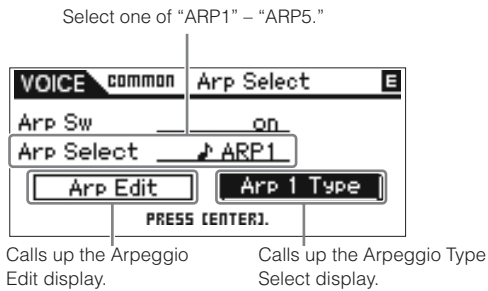 Select one of “ARP1” – “ARP5.”
VOICE common Arp Select E
Arp Sw on
Arp Select ♪ ARP1
Arp Edit Arp 1 Type
PRESS [ENTER].
Calls up the Arpeggio Edit display.
Calls up the Arpeggio Type Select display.